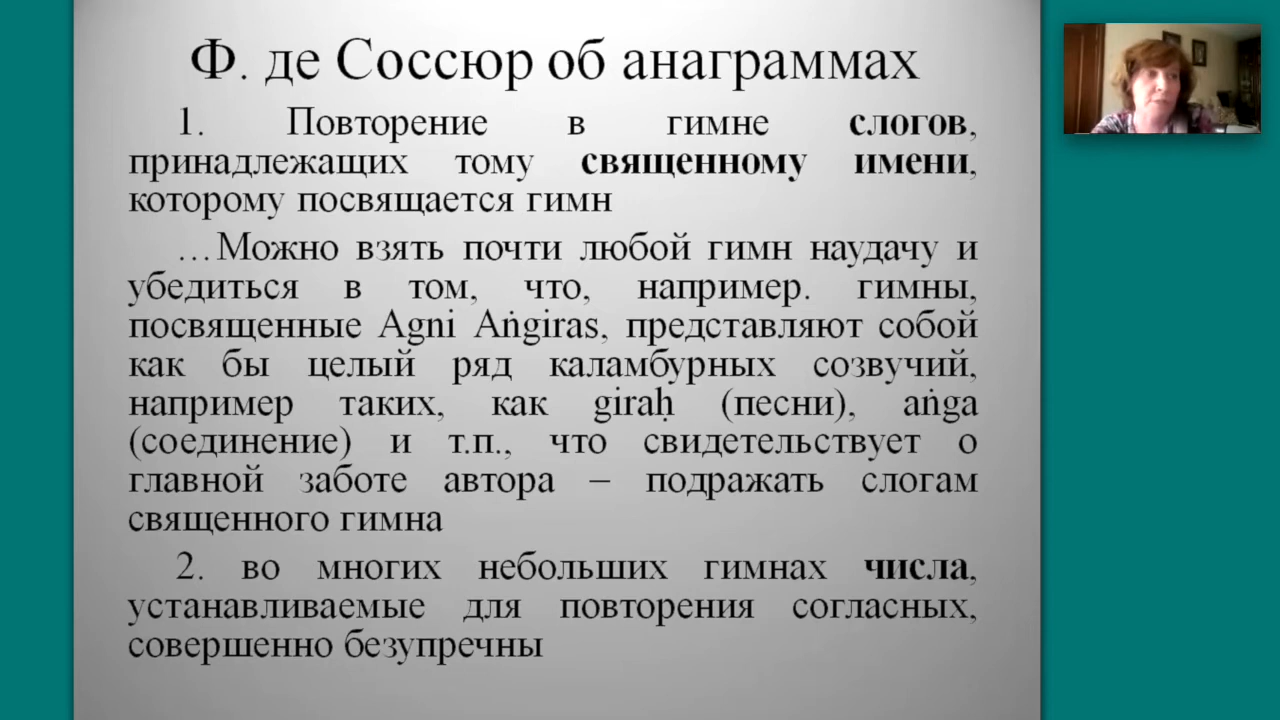 Ф. де Соссюр об анаграммах
1. Повторение в гимне слогов,
принадлежащих тому священному имени,
которому посвящается гимн
…Можно взять почти любой гимн наудачу и
убедиться в том, что, например. гимны,
посвященные Agni Aṅgiras, представляют собой
как бы целый ряд каламбурных созвучий,
например таких, как giraḥ (песни), aṅga
(соединение) и т.п., что свидетельствует о
главной заботе автора – подражать слогам
священного гимна
2. во многих небольших гимнах числа,
устанавливаемые для повторения согласных,
совершенно безупречны